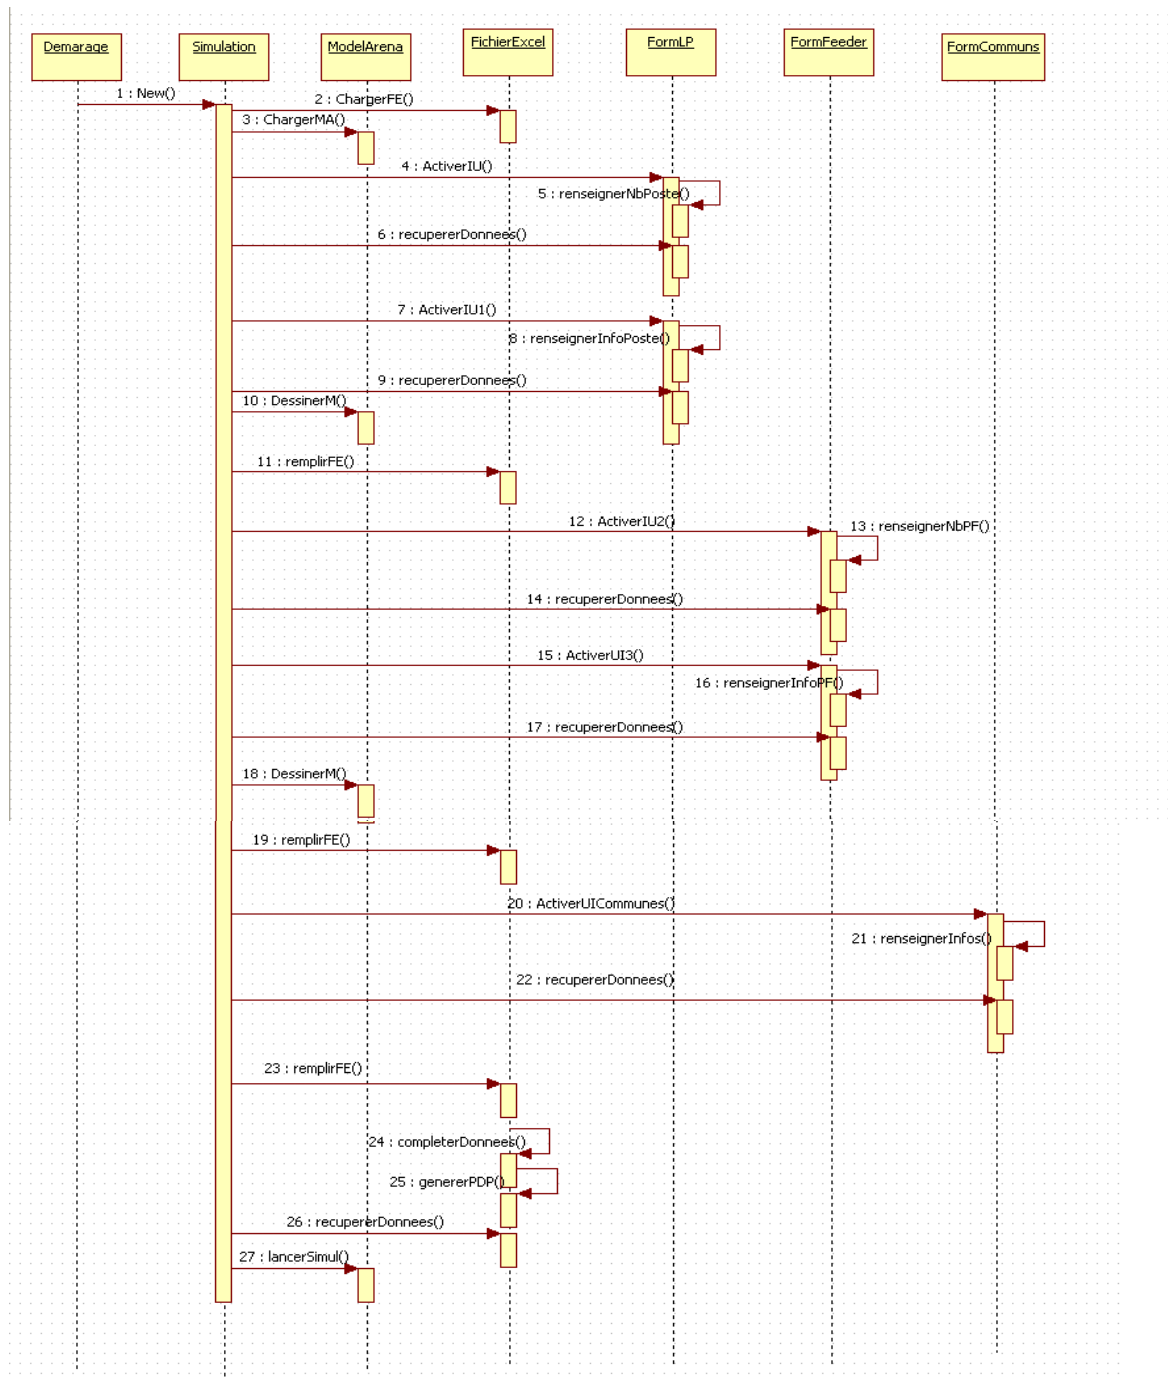 Demarage
Simulation
ModelArena
FichierExcel
FormLP
FormFeeder
FormCommuns
1 : New()
2 : ChargerFE()
3 : ChargerMA()
4 : ActiverIU()
5 : renseignerNbPoste()
6 : recupererDonnees()
7 : ActiverIU1()
8 : renseignerInfoPoste()
9 : recupererDonnees()
10 : DessinerM()
11 : remplirFE()
12 : ActiverIU2()
13 : renseignerNbPF()
14 : recupererDonnees()
15 : ActiverUI3()
16 : renseignerInfoPF()
17 : recupererDonnees()
18 : DessinerM()
19 : remplirFE()
20 : ActiverUICommunes()
21 : renseignerInfos()
22 : recupererDonnees()
23 : remplirFE()
24 : completerDonnees()
25 : genererPDP()
26 : recupererDonnees()
27 : lancerSimul()